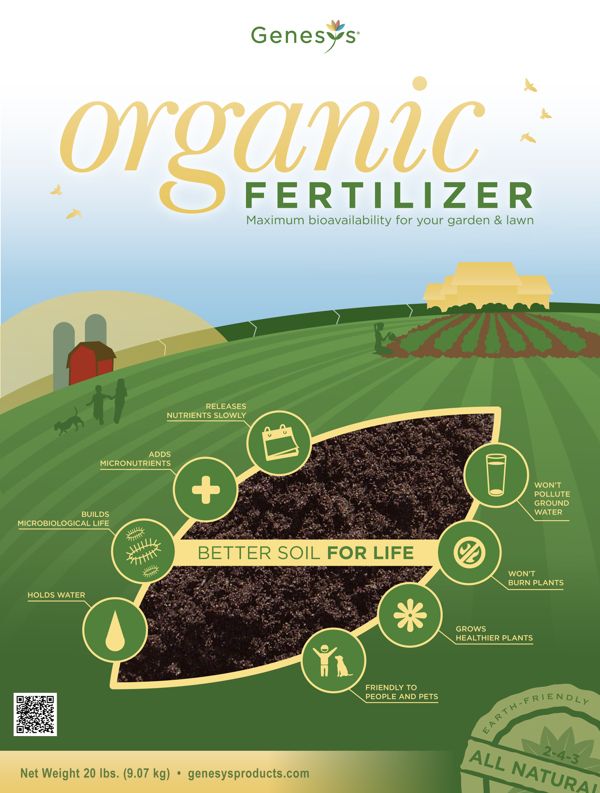 Genesys®
organic
FERTILIZER
Maximum bioavailability for your garden & lawn
RELEASES
NUTRIENTS SLOWLY
ADDS
MICRONUTRIENTS
BUILDS
MICROBIOLOGICAL LIFE
HOLDS WATER
BETTER SOIL FOR LIFE
WON'T
POLLUTE
GROUND
WATER
WON'T
BURN PLANTS
GROWS
HEALTHIER PLANTS
FRIENDLY TO
PEOPLE AND PETS
EARTH-FRIENDLY
2-4-3
ALL NATURAL
Net Weight 20 lbs. (9.07 kg) • genesysproducts.com